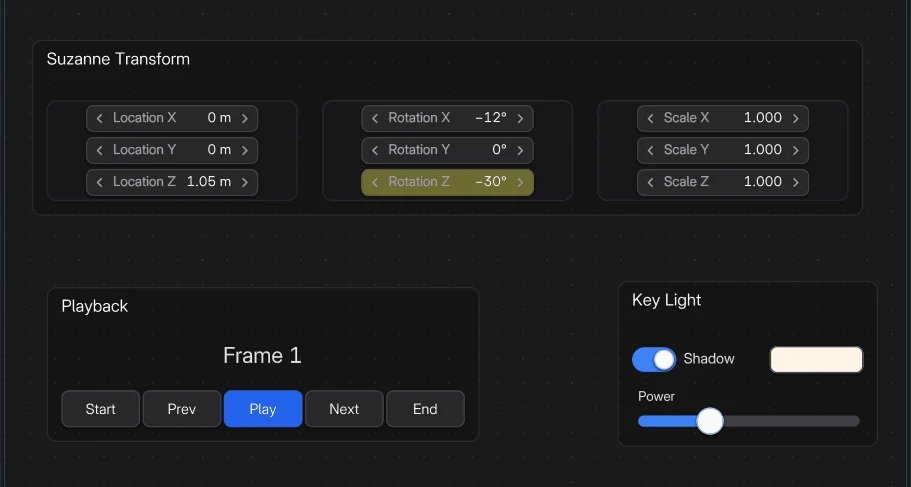 Suzanne Transform
Location X 0 m
Location Y 0 m
Location Z 1.05 m
Rotation X −12°
Rotation Y 0°
Rotation Z −30°
Scale X 1.000
Scale Y 1.000
Scale Z 1.000
Playback
Frame 1
Start Prev Play Next End
Key Light
Shadow
Power